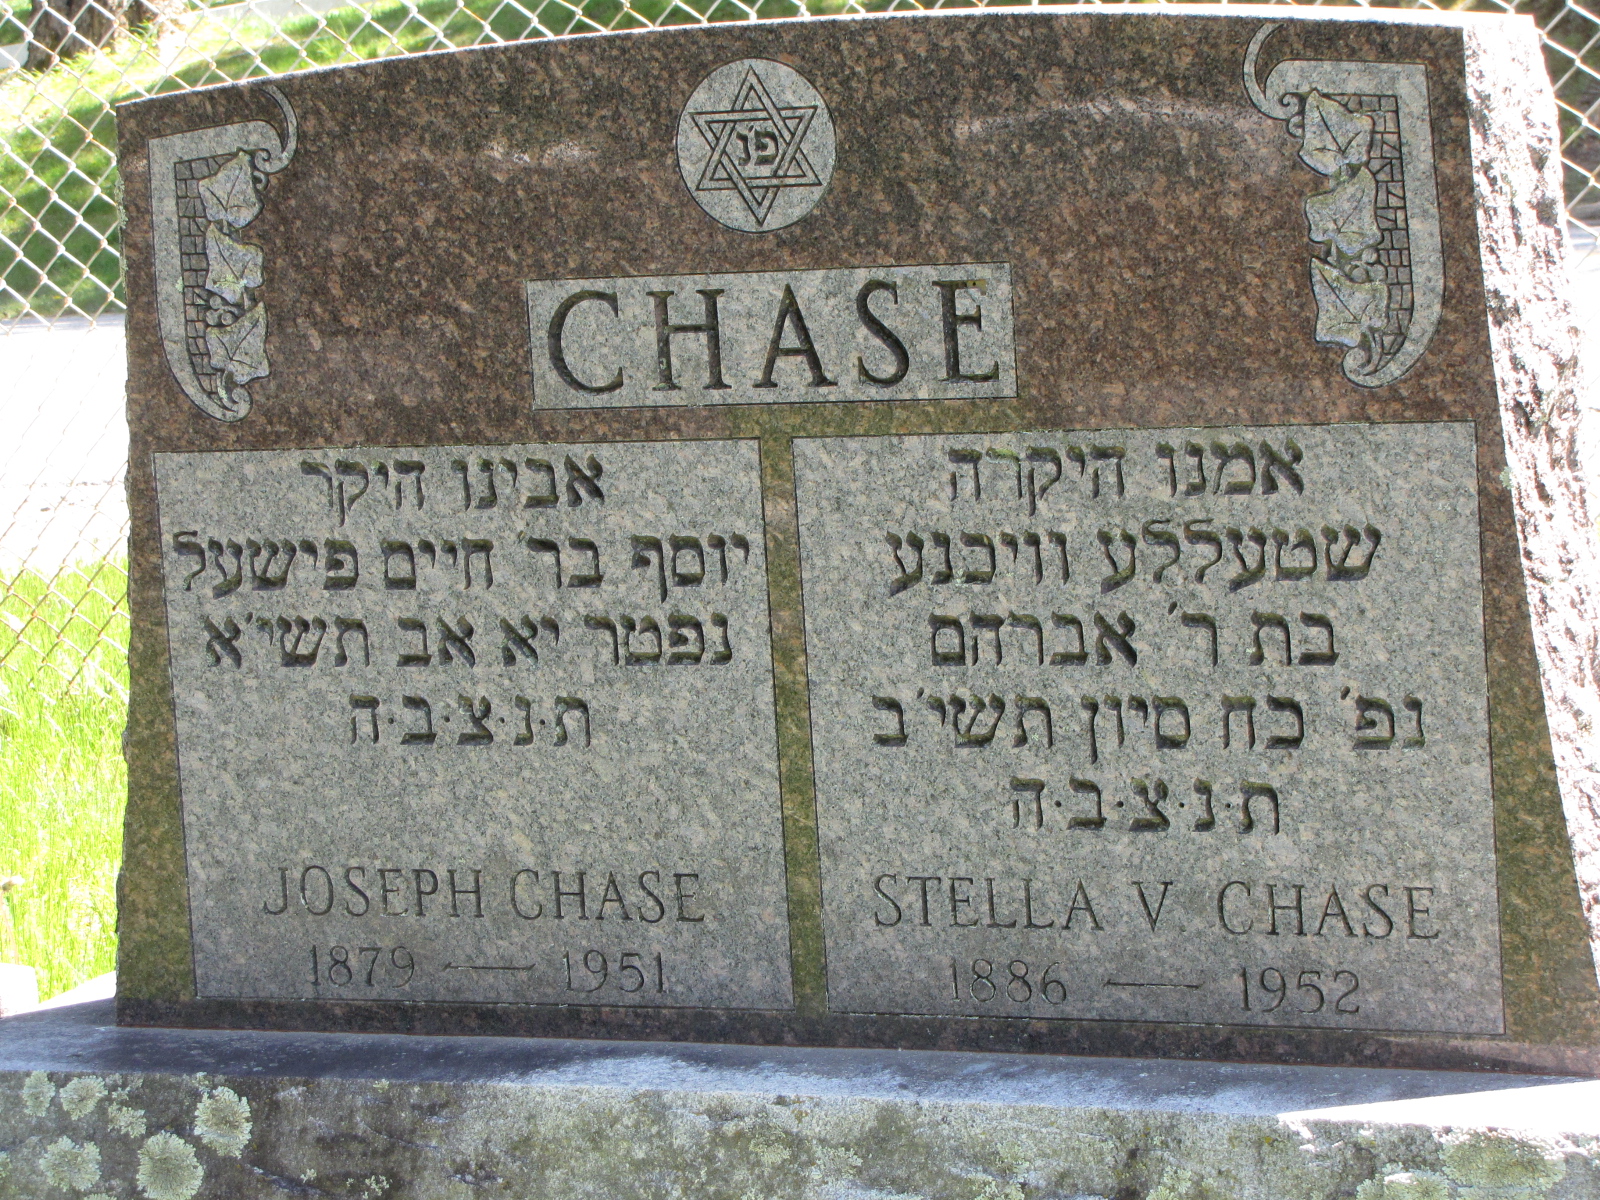 פ'נ
CHASE
אבינו היקר
יוסף בר' חיים פישעל
נפטר יא אב תשי'א
ת·נ·צ·ב·ה
JOSEPH CHASE
1879 — 1951
אמנו היקרה
שטעללע וויכנע
בת ר' אברהם
נפ' כח סיון תשי'ב
ת·נ·צ·ב·ה
STELLA V CHASE
1886 — 1952